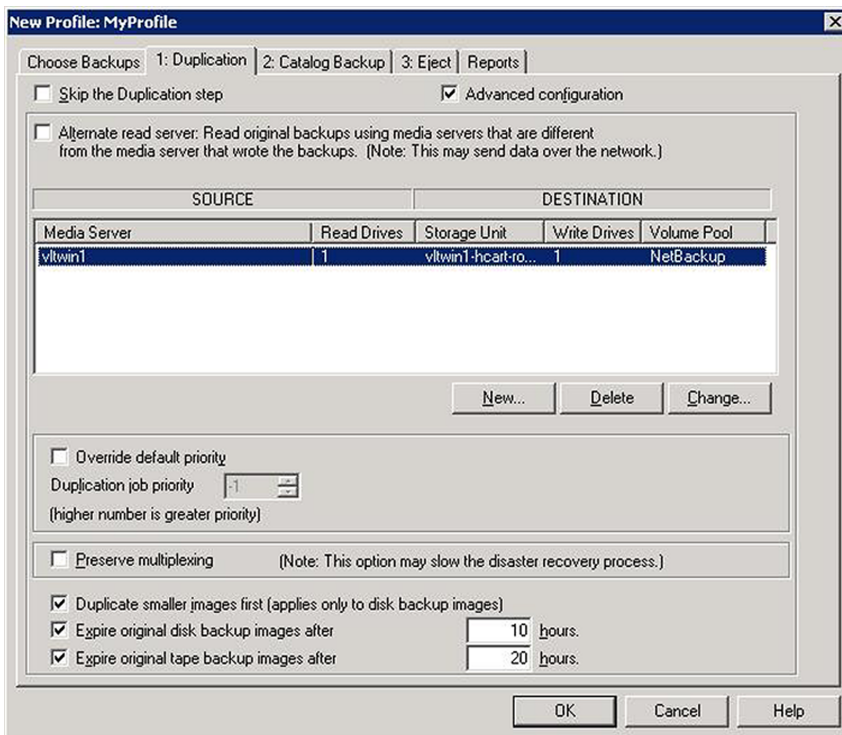 New Profile: MyProfile
Choose Backups 1: Duplication 2: Catalog Backup 3: Eject Reports
Skip the Duplication step Advanced configuration
Alternate read server: Read original backups using media servers that are different
from the media server that wrote the backups. (Note: This may send data over the network.)
SOURCE DESTINATION
Media Server Read Drives Storage Unit Write Drives Volume Pool
vltwin1 1 vltwin1-hcart-ro... 1 NetBackup
New... Delete Change...
Override default priority
Duplication job priority -1
(higher number is greater priority)
Preserve multiplexing (Note: This option may slow the disaster recovery process.)
Duplicate smaller images first (applies only to disk backup images)
Expire original disk backup images after 10 hours.
Expire original tape backup images after 20 hours.
OK Cancel Help